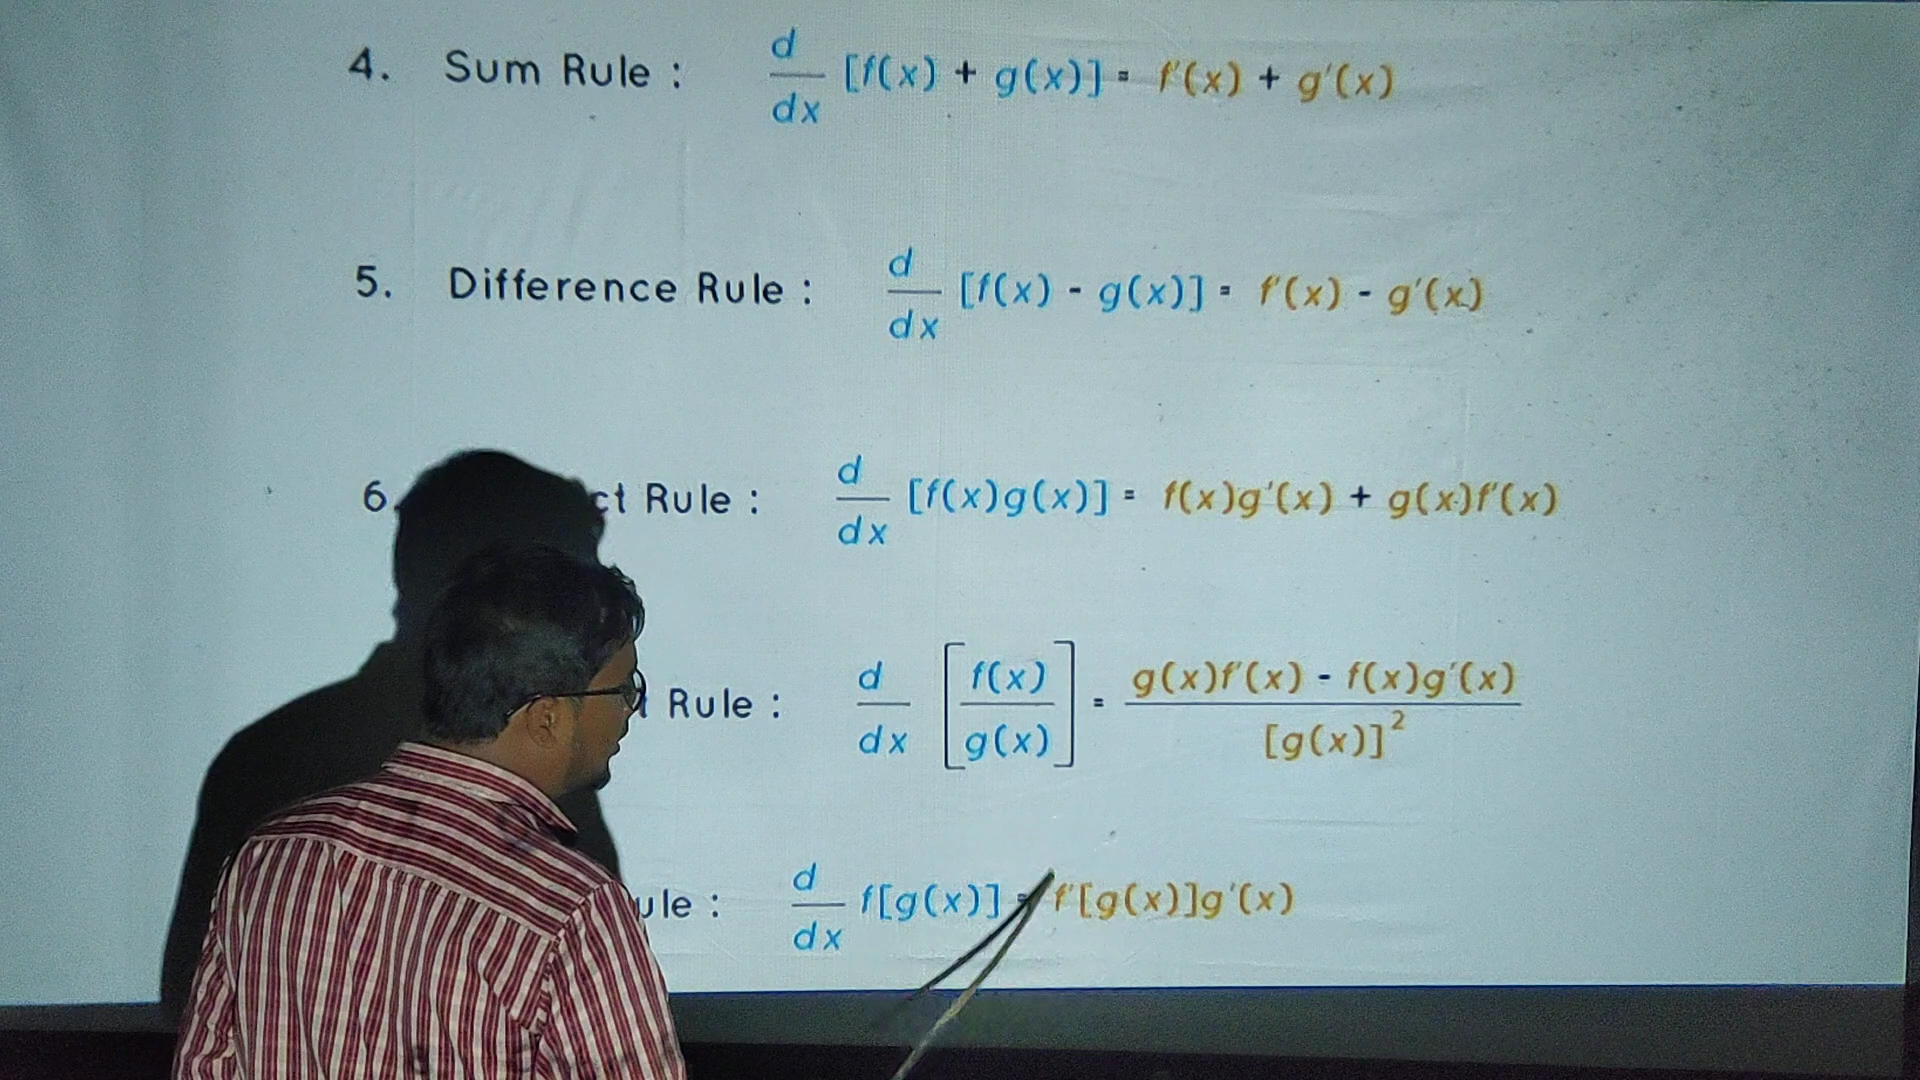 4. Sum Rule : d/dx [f(x) + g(x)] = f'(x) + g'(x)
5. Difference Rule : d/dx [f(x) - g(x)] = f'(x) - g'(x)
6. ct Rule : d/dx [f(x)g(x)] = f(x)g'(x) + g(x)f'(x)
Rule : d/dx [f(x)/g(x)] = g(x)f'(x) - f(x)g'(x)/[g(x)]²
ule : d/dx f[g(x)] = f'[g(x)]g'(x)